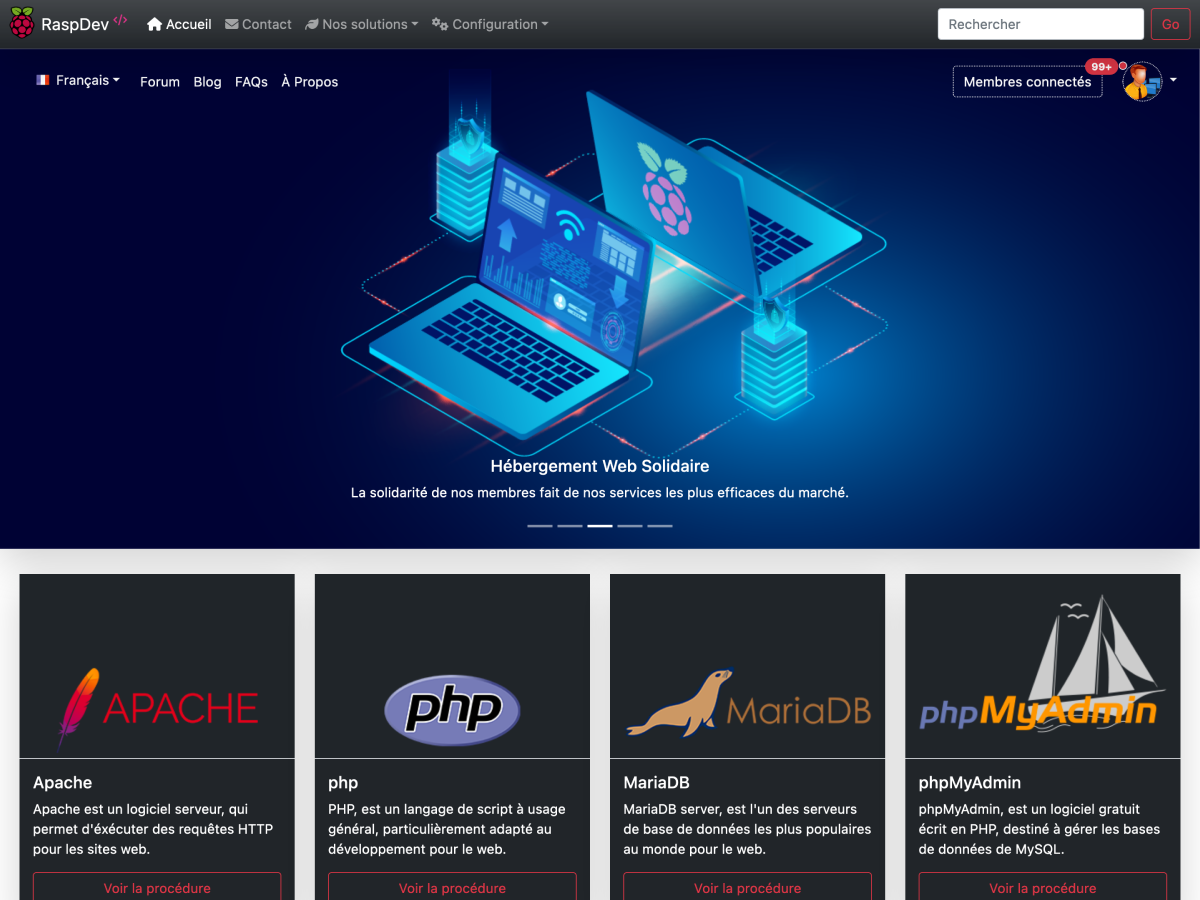 RaspDev </> Accueil Contact Nos solutions Configuration Rechercher Go
Français Forum Blog FAQs À Propos Membres connectés 99+
Hébergement Web Solidaire
La solidarité de nos membres fait de nos services les plus efficaces du marché.
APACHE
php
MariaDB
phpMyAdmin
Apache
Apache est un logiciel serveur, qui
permet d'éxécuter des requêtes HTTP
pour les sites web.
Voir la procédure
php
PHP, est un langage de script à usage
général, particulièrement adapté au
développement pour le web.
Voir la procédure
MariaDB
MariaDB server, est l'un des serveurs
de base de données les plus populaires
au monde pour le web.
Voir la procédure
phpMyAdmin
phpMyAdmin, est un logiciel gratuit
écrit en PHP, destiné à gérer les bases
de données de MySQL.
Voir la procédure